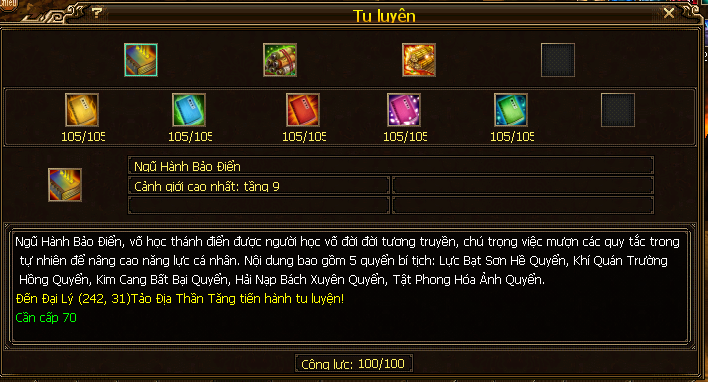 ?
Tu luyện
105/105 105/105 105/105 105/105 105/105
Ngũ Hành Bảo Điển
Cảnh giới cao nhất: tầng 9
Ngũ Hành Bảo Điển, võ học thánh điển được người học võ đời đời tương truyền, chú trọng việc mượn các quy tắc trong
tự nhiên để nâng cao năng lực cá nhân. Nội dung bao gồm 5 quyển bí tịch: Lực Bạt Sơn Hề Quyển, Khí Quán Trường
Hồng Quyển, Kim Cang Bất Bại Quyển, Hải Nạp Bách Xuyên Quyển, Tật Phong Hóa Ảnh Quyển.
Đến Đại Lý (242, 31)Tảo Địa Thần Tăng tiến hành tu luyện!
Cần cấp 70
Công lực: 100/100